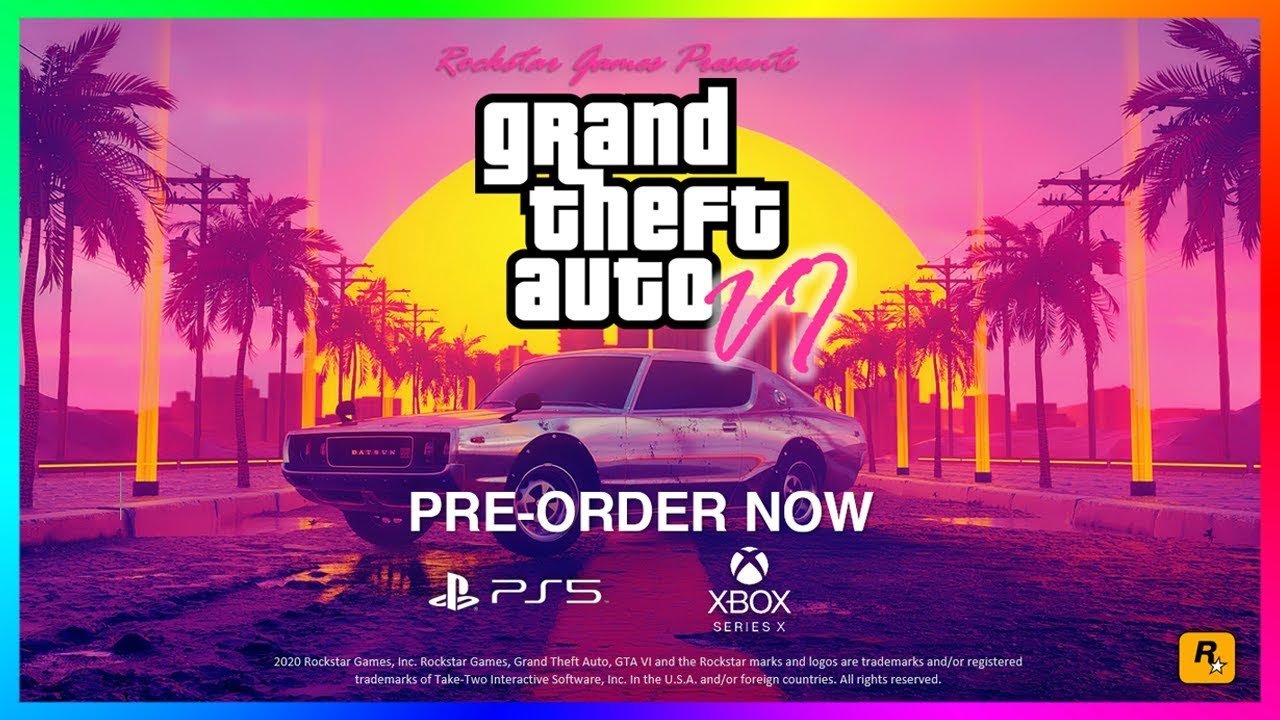 Rockstar Games Presents
grand
theft
auto VI
DATSUN
PRE-ORDER NOW
PS5
XBOX
SERIES X
2020 Rockstar Games, Inc. Rockstar Games, Grand Theft Auto, GTA VI and the Rockstar marks and logos are trademarks and/or registered
trademarks of Take-Two Interactive Software, Inc. In the U.S.A. and/or foreign countries. All rights reserved.
R